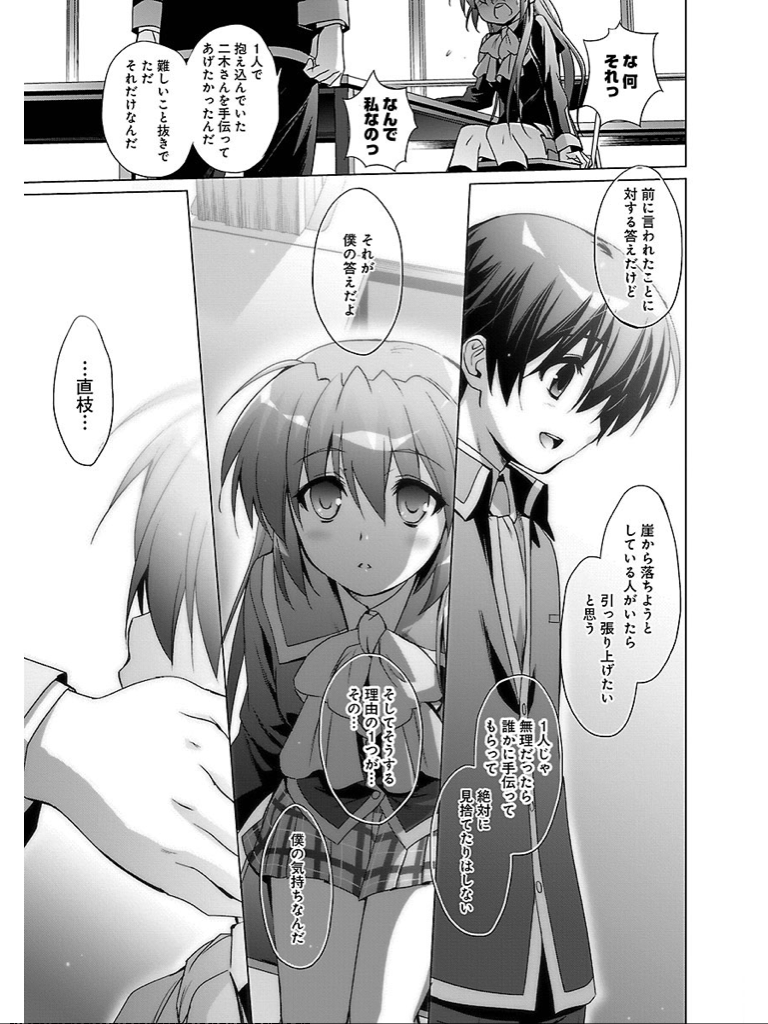 な何
それっ
なんで
私なのっ
1人で
抱え込んでいた
二木さんを手伝って
あげたかったんだ
難しいこと抜きで
ただ
それだけなんだ
前に言われたことに
対する答えだけど
崖から落ちようと
している人がいたら
引っ張り上げたい
と思う
1人じゃ
無理だったら
誰かに手伝って
もらって
絶対に
見捨てたりはしない
それが
僕の答えだよ
そしてそうする
理由の1つが…
その…
僕の気持ちなんだ
…直枝…